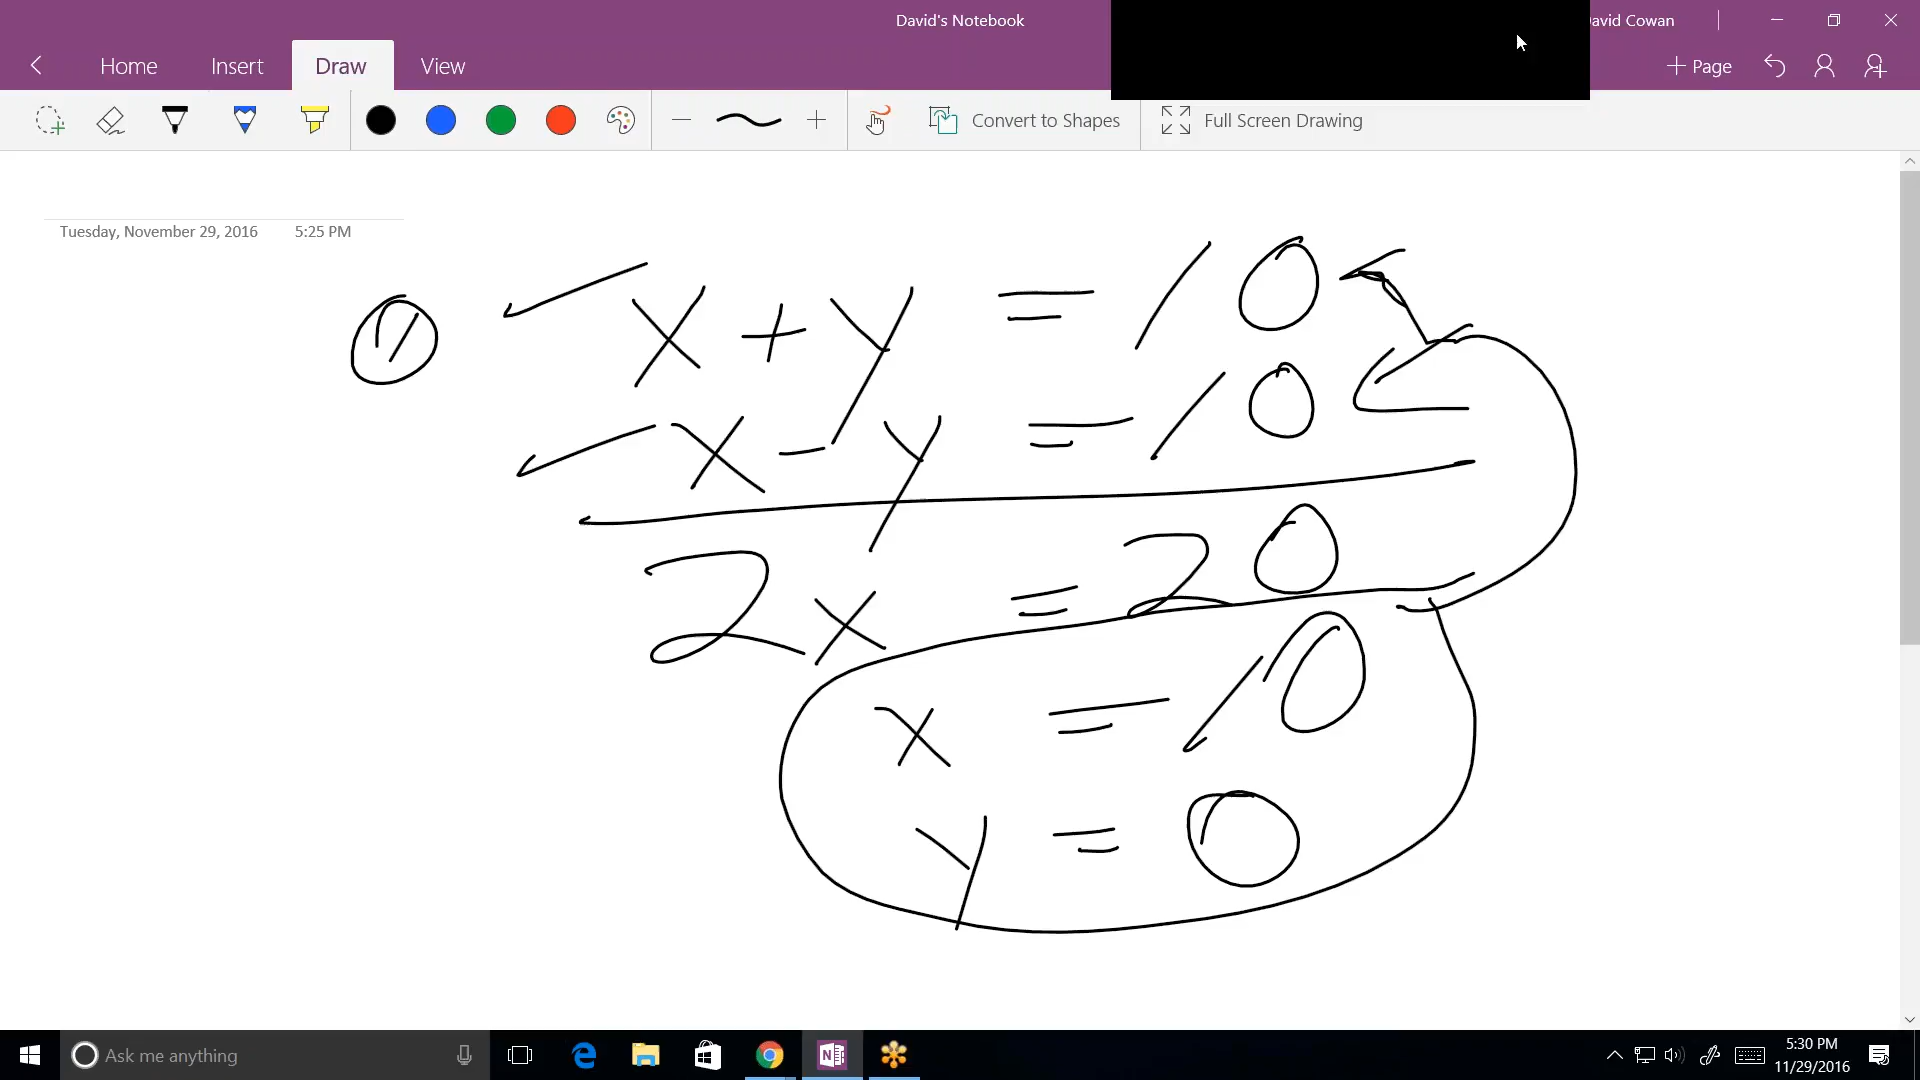 David's Notebook
avid Cowan
Home Insert Draw View
Page
Convert to Shapes Full Screen Drawing
Tuesday, November 29, 2016 5:25 PM
① x + y = 10
x - y = 10
2x = 20
x = 10
y = 0
Ask me anything
5:30 PM
11/29/2016